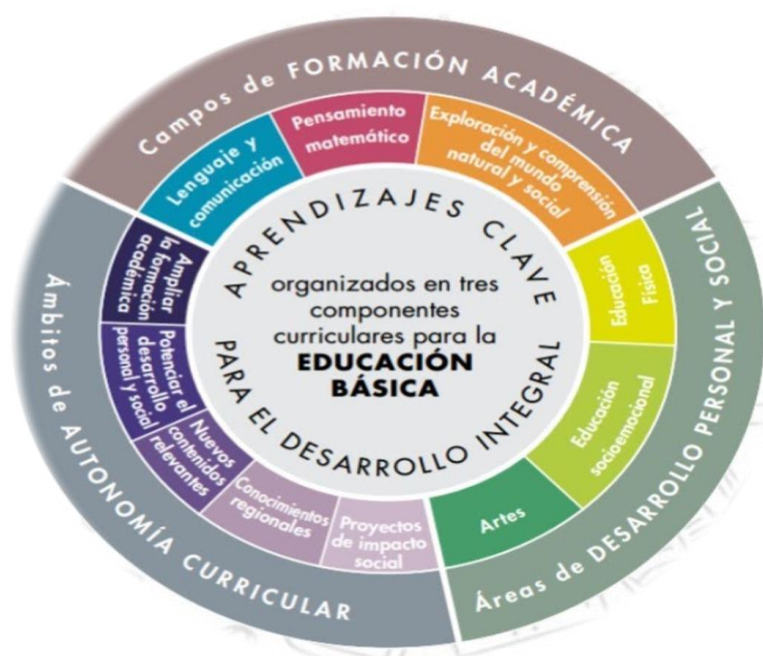 Campos de FORMACIÓN ACADÉMICA
Lenguaje y
comunicación
Pensamiento
matemático
Exploración y comprensión
del mundo
natural y social
Áreas de DESARROLLO PERSONAL Y SOCIAL
Educación
Física
Educación
socioemocional
Artes
Ámbitos de AUTONOMÍA CURRICULAR
Ampliar
la formación
académica
Potenciar el
desarrollo
personal y social
Nuevos
contenidos
relevantes
Conocimientos
regionales
Proyectos
de impacto
social
APRENDIZAJES CLAVE
organizados en tres
componentes
curriculares para la
EDUCACIÓN
BÁSICA
PARA EL DESARROLLO INTEGRAL